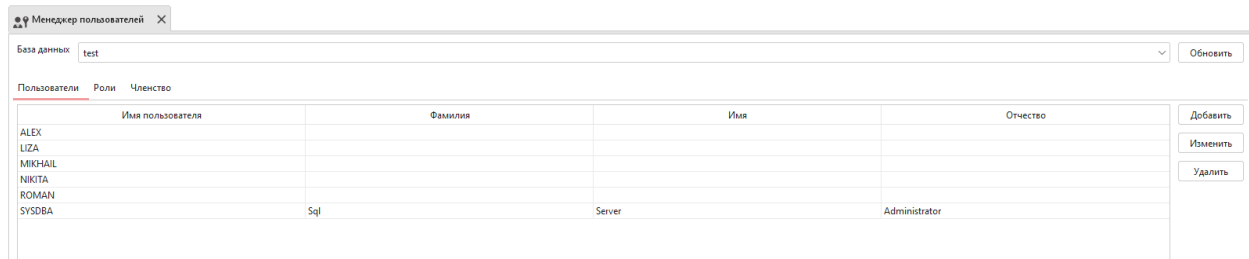 Менеджер пользователей
База данных test Обновить
Пользователи Роли Членство
Имя пользователя Фамилия Имя Отчество Добавить
ALEX
LIZA Изменить
MIKHAIL
NIKITA Удалить
ROMAN
SYSDBA Sql Server Administrator